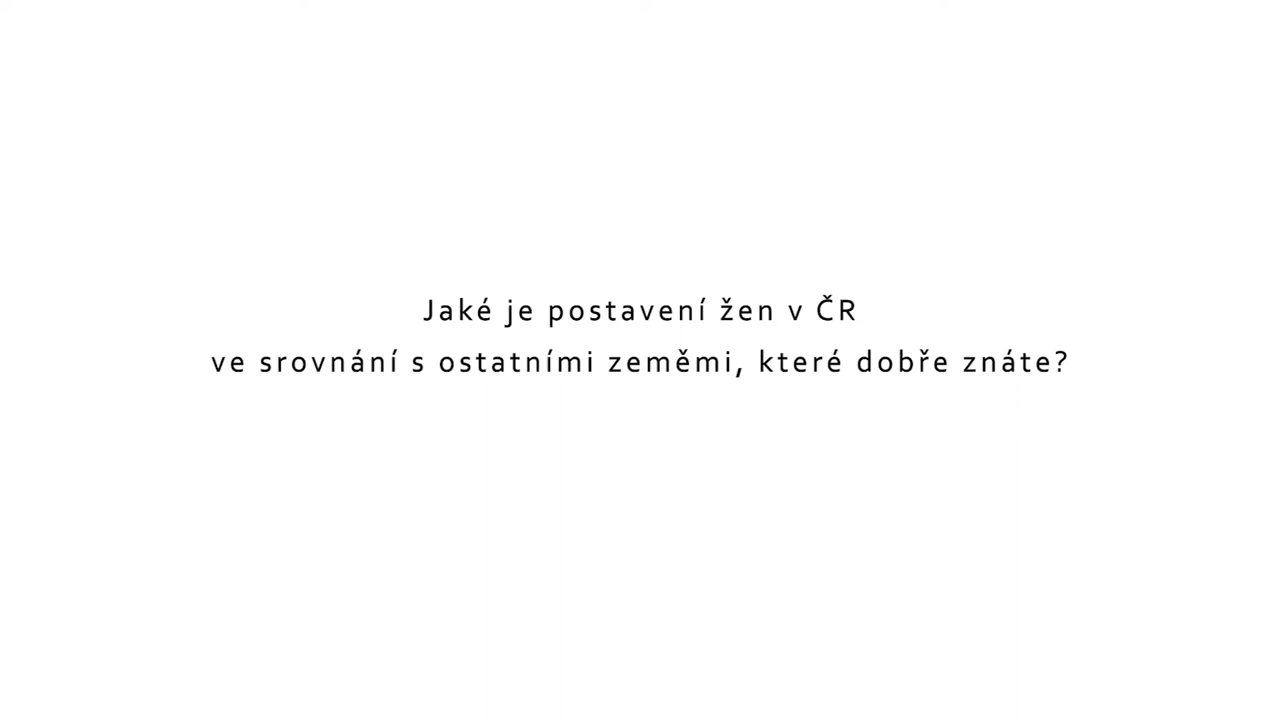 Jaké je postavení žen v ČR
ve srovnání s ostatními zeměmi, které dobře znáte?